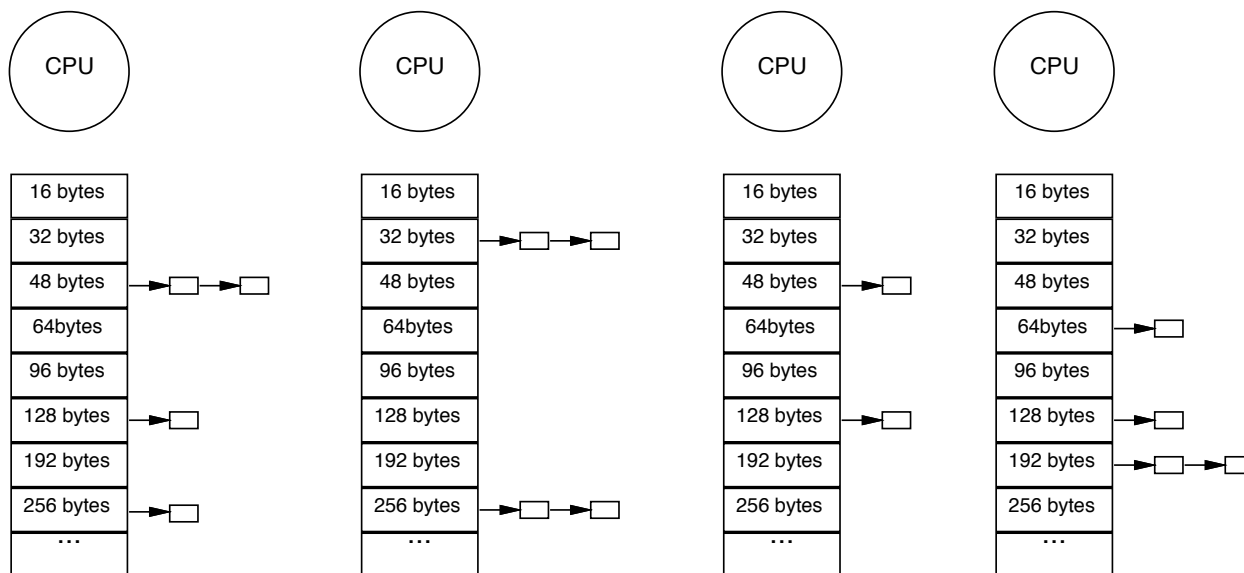 CPU CPU CPU CPU
16 bytes 16 bytes 16 bytes 16 bytes
32 bytes 32 bytes 32 bytes 32 bytes
48 bytes 48 bytes 48 bytes 48 bytes
64bytes 64bytes 64bytes 64bytes
96 bytes 96 bytes 96 bytes 96 bytes
128 bytes 128 bytes 128 bytes 128 bytes
192 bytes 192 bytes 192 bytes 192 bytes
256 bytes 256 bytes 256 bytes 256 bytes
... ... ... ...